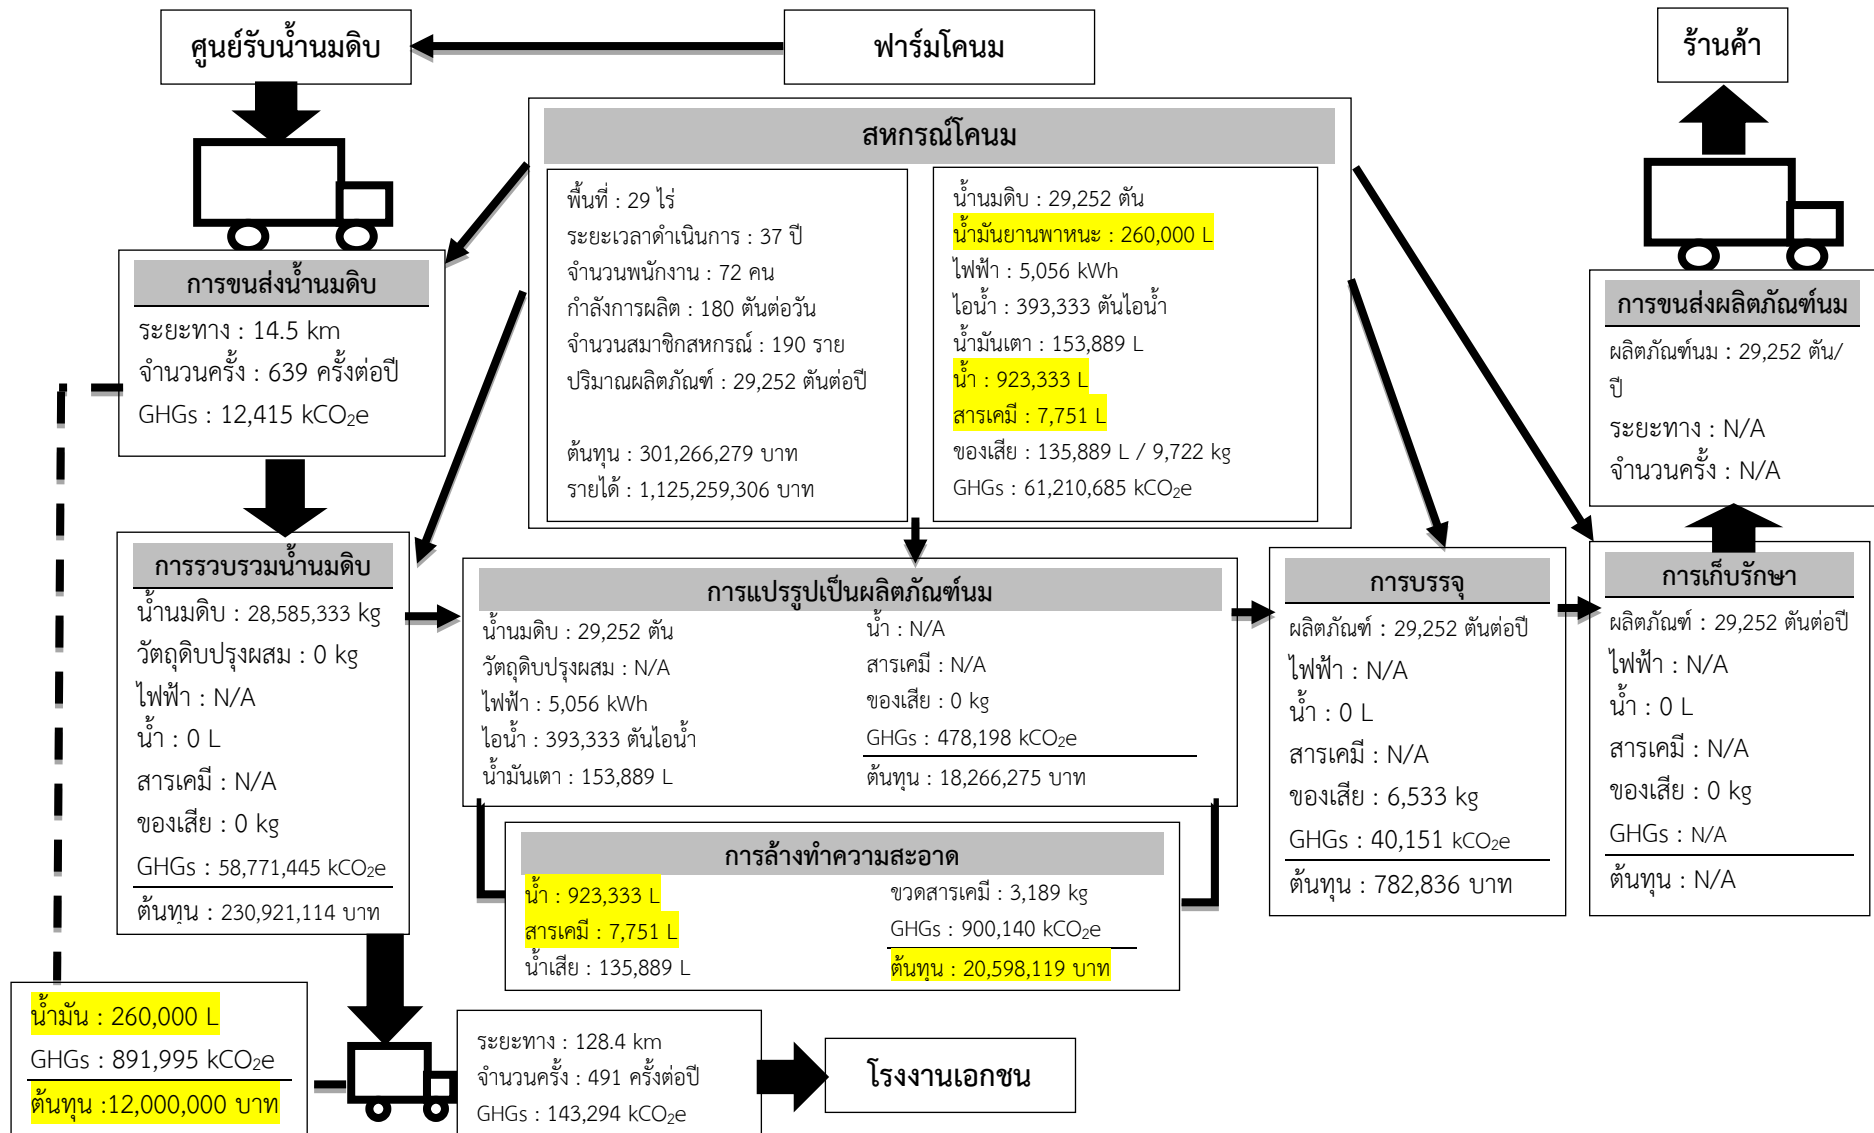 ศูนย์รับน้ำนมดิบ
ฟาร์มโคนม
ร้านค้า
สหกรณ์โคนม
พื้นที่ : 29 ไร่
ระยะเวลาดำเนินการ : 37 ปี
จำนวนพนักงาน : 72 คน
กำลังการผลิต : 180 ตันต่อวัน
จำนวนสมาชิกสหกรณ์ : 190 ราย
ปริมาณผลิตภัณฑ์ : 29,252 ตันต่อปี
ต้นทุน : 301,266,279 บาท
รายได้ : 1,125,259,306 บาท
น้ำนมดิบ : 29,252 ตัน
น้ำมันยานพาหนะ : 260,000 L
ไฟฟ้า : 5,056 kWh
ไอน้ำ : 393,333 ตันไอน้ำ
น้ำมันเตา : 153,889 L
น้ำ : 923,333 L
สารเคมี : 7,751 L
ของเสีย : 135,889 L / 9,722 kg
GHGs : 61,210,685 kCO₂e
การขนส่งน้ำนมดิบ
ระยะทาง : 14.5 km
จำนวนครั้ง : 639 ครั้งต่อปี
GHGs : 12,415 kCO₂e
การขนส่งผลิตภัณฑ์นม
ผลิตภัณฑ์นม : 29,252 ตัน/
ปี
ระยะทาง : N/A
จำนวนครั้ง : N/A
การรวบรวมน้ำนมดิบ
น้ำนมดิบ : 28,585,333 kg
วัตถุดิบปรุงผสม : 0 kg
ไฟฟ้า : N/A
น้ำ : 0 L
สารเคมี : N/A
ของเสีย : 0 kg
GHGs : 58,771,445 kCO₂e
ต้นทุน : 230,921,114 บาท
การแปรรูปเป็นผลิตภัณฑ์นม
น้ำนมดิบ : 29,252 ตัน
วัตถุดิบปรุงผสม : N/A
ไฟฟ้า : 5,056 kWh
ไอน้ำ : 393,333 ตันไอน้ำ
น้ำมันเตา : 153,889 L
น้ำ : N/A
สารเคมี : N/A
ของเสีย : 0 kg
GHGs : 478,198 kCO₂e
ต้นทุน : 18,266,275 บาท
การบรรจุ
ผลิตภัณฑ์ : 29,252 ตันต่อปี
ไฟฟ้า : N/A
น้ำ : 0 L
สารเคมี : N/A
ของเสีย : 6,533 kg
GHGs : 40,151 kCO₂e
ต้นทุน : 782,836 บาท
การเก็บรักษา
ผลิตภัณฑ์ : 29,252 ตันต่อปี
ไฟฟ้า : N/A
น้ำ : 0 L
สารเคมี : N/A
ของเสีย : 0 kg
GHGs : N/A
ต้นทุน : N/A
การล้างทำความสะอาด
น้ำ : 923,333 L
สารเคมี : 7,751 L
น้ำเสีย : 135,889 L
ขวดสารเคมี : 3,189 kg
GHGs : 900,140 kCO₂e
ต้นทุน : 20,598,119 บาท
น้ำมัน : 260,000 L
GHGs : 891,995 kCO₂e
ต้นทุน :12,000,000 บาท
ระยะทาง : 128.4 km
จำนวนครั้ง : 491 ครั้งต่อปี
GHGs : 143,294 kCO₂e
โรงงานเอกชน